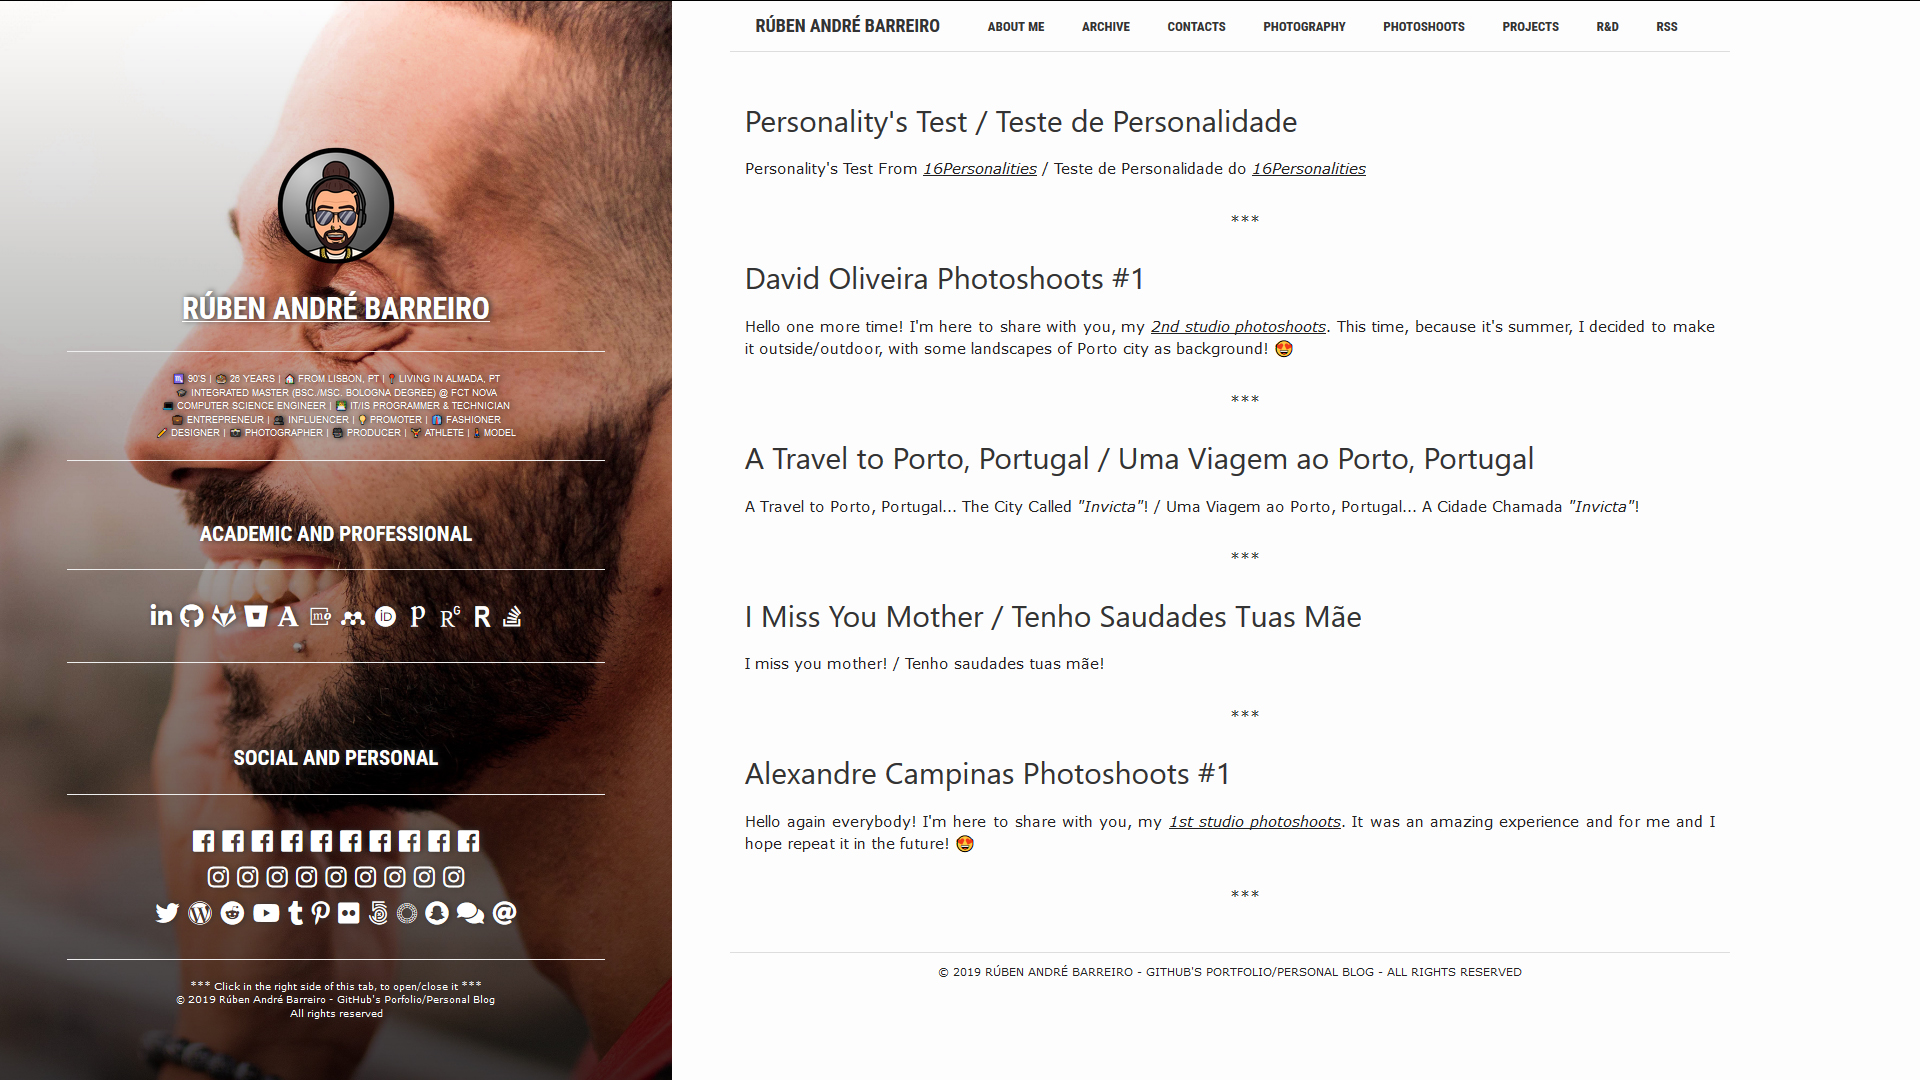 RÚBEN ANDRÉ BARREIRO
90'S | 26 YEARS | FROM LISBON, PT | LIVING IN ALMADA, PT
INTEGRATED MASTER (BSC./MSC. BOLOGNA DEGREE) @ FCT NOVA
COMPUTER SCIENCE ENGINEER | IT/IS PROGRAMMER & TECHNICIAN
ENTREPRENEUR | INFLUENCER | PROMOTER | FASHIONER
DESIGNER | PHOTOGRAPHER | PRODUCER | ATHLETE | MODEL
ACADEMIC AND PROFESSIONAL
SOCIAL AND PERSONAL
*** Click in the right side of this tab, to open/close it ***
© 2019 Rúben André Barreiro - GitHub's Porfolio/Personal Blog
All rights reserved
RÚBEN ANDRÉ BARREIRO ABOUT ME ARCHIVE CONTACTS PHOTOGRAPHY PHOTOSHOOTS PROJECTS R&D RSS
Personality's Test / Teste de Personalidade
Personality's Test From 16Personalities / Teste de Personalidade do 16Personalities
***
David Oliveira Photoshoots #1
Hello one more time! I'm here to share with you, my 2nd studio photoshoots. This time, because it's summer, I decided to make
it outside/outdoor, with some landscapes of Porto city as background! 😍
***
A Travel to Porto, Portugal / Uma Viagem ao Porto, Portugal
A Travel to Porto, Portugal... The City Called "Invicta"! / Uma Viagem ao Porto, Portugal... A Cidade Chamada "Invicta"!
***
I Miss You Mother / Tenho Saudades Tuas Mãe
I miss you mother! / Tenho saudades tuas mãe!
***
Alexandre Campinas Photoshoots #1
Hello again everybody! I'm here to share with you, my 1st studio photoshoots. It was an amazing experience and for me and I
hope repeat it in the future! 😍
***
© 2019 RÚBEN ANDRÉ BARREIRO - GITHUB'S PORTFOLIO/PERSONAL BLOG - ALL RIGHTS RESERVED